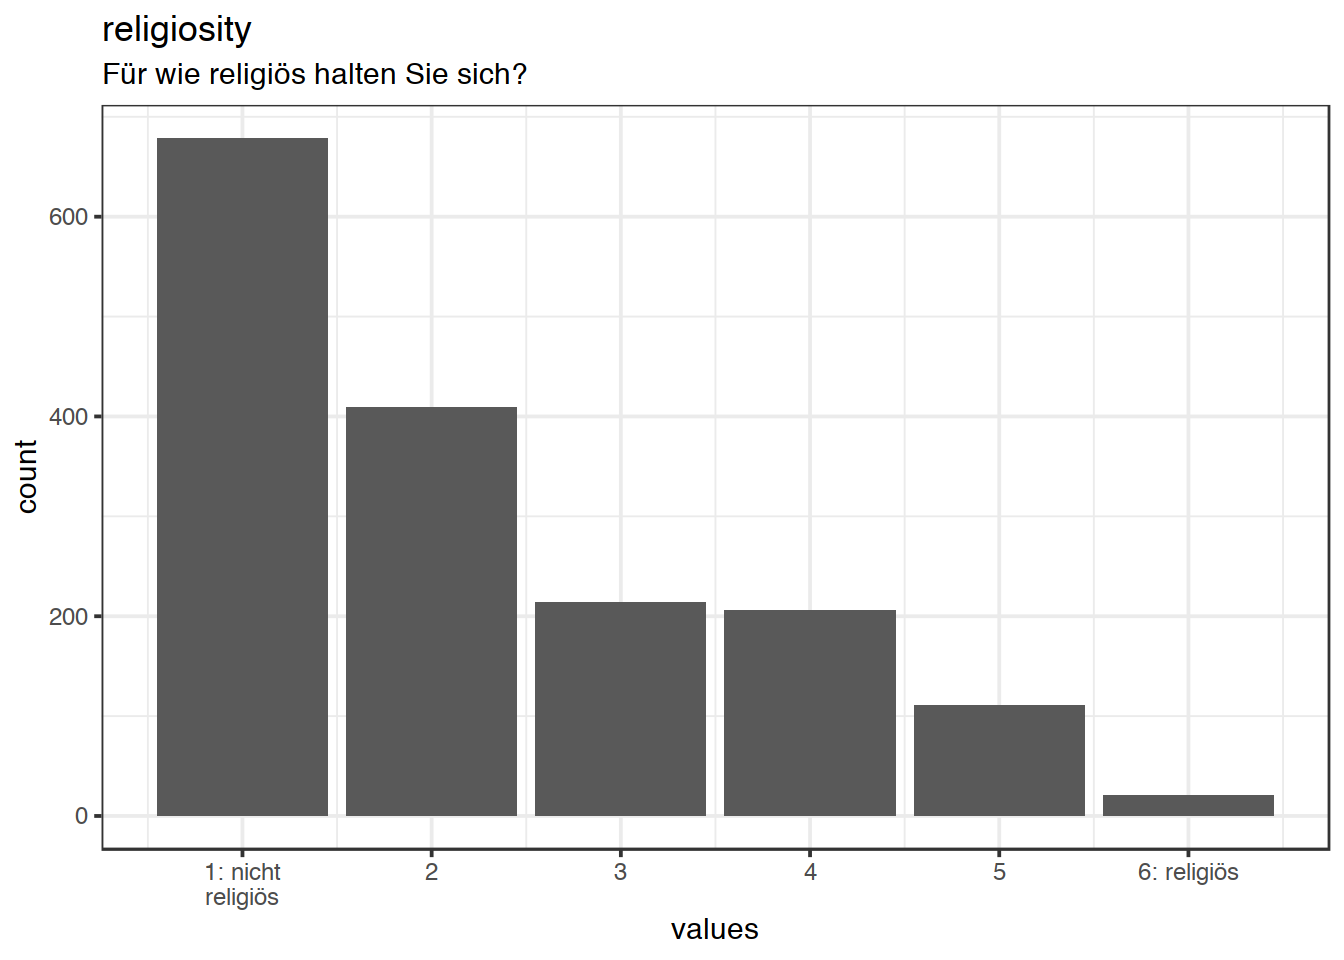 religiosity
Für wie religiös halten Sie sich?
600
400
200
0
count
1: nicht
religiös
2
3
4
5
6: religiös
values